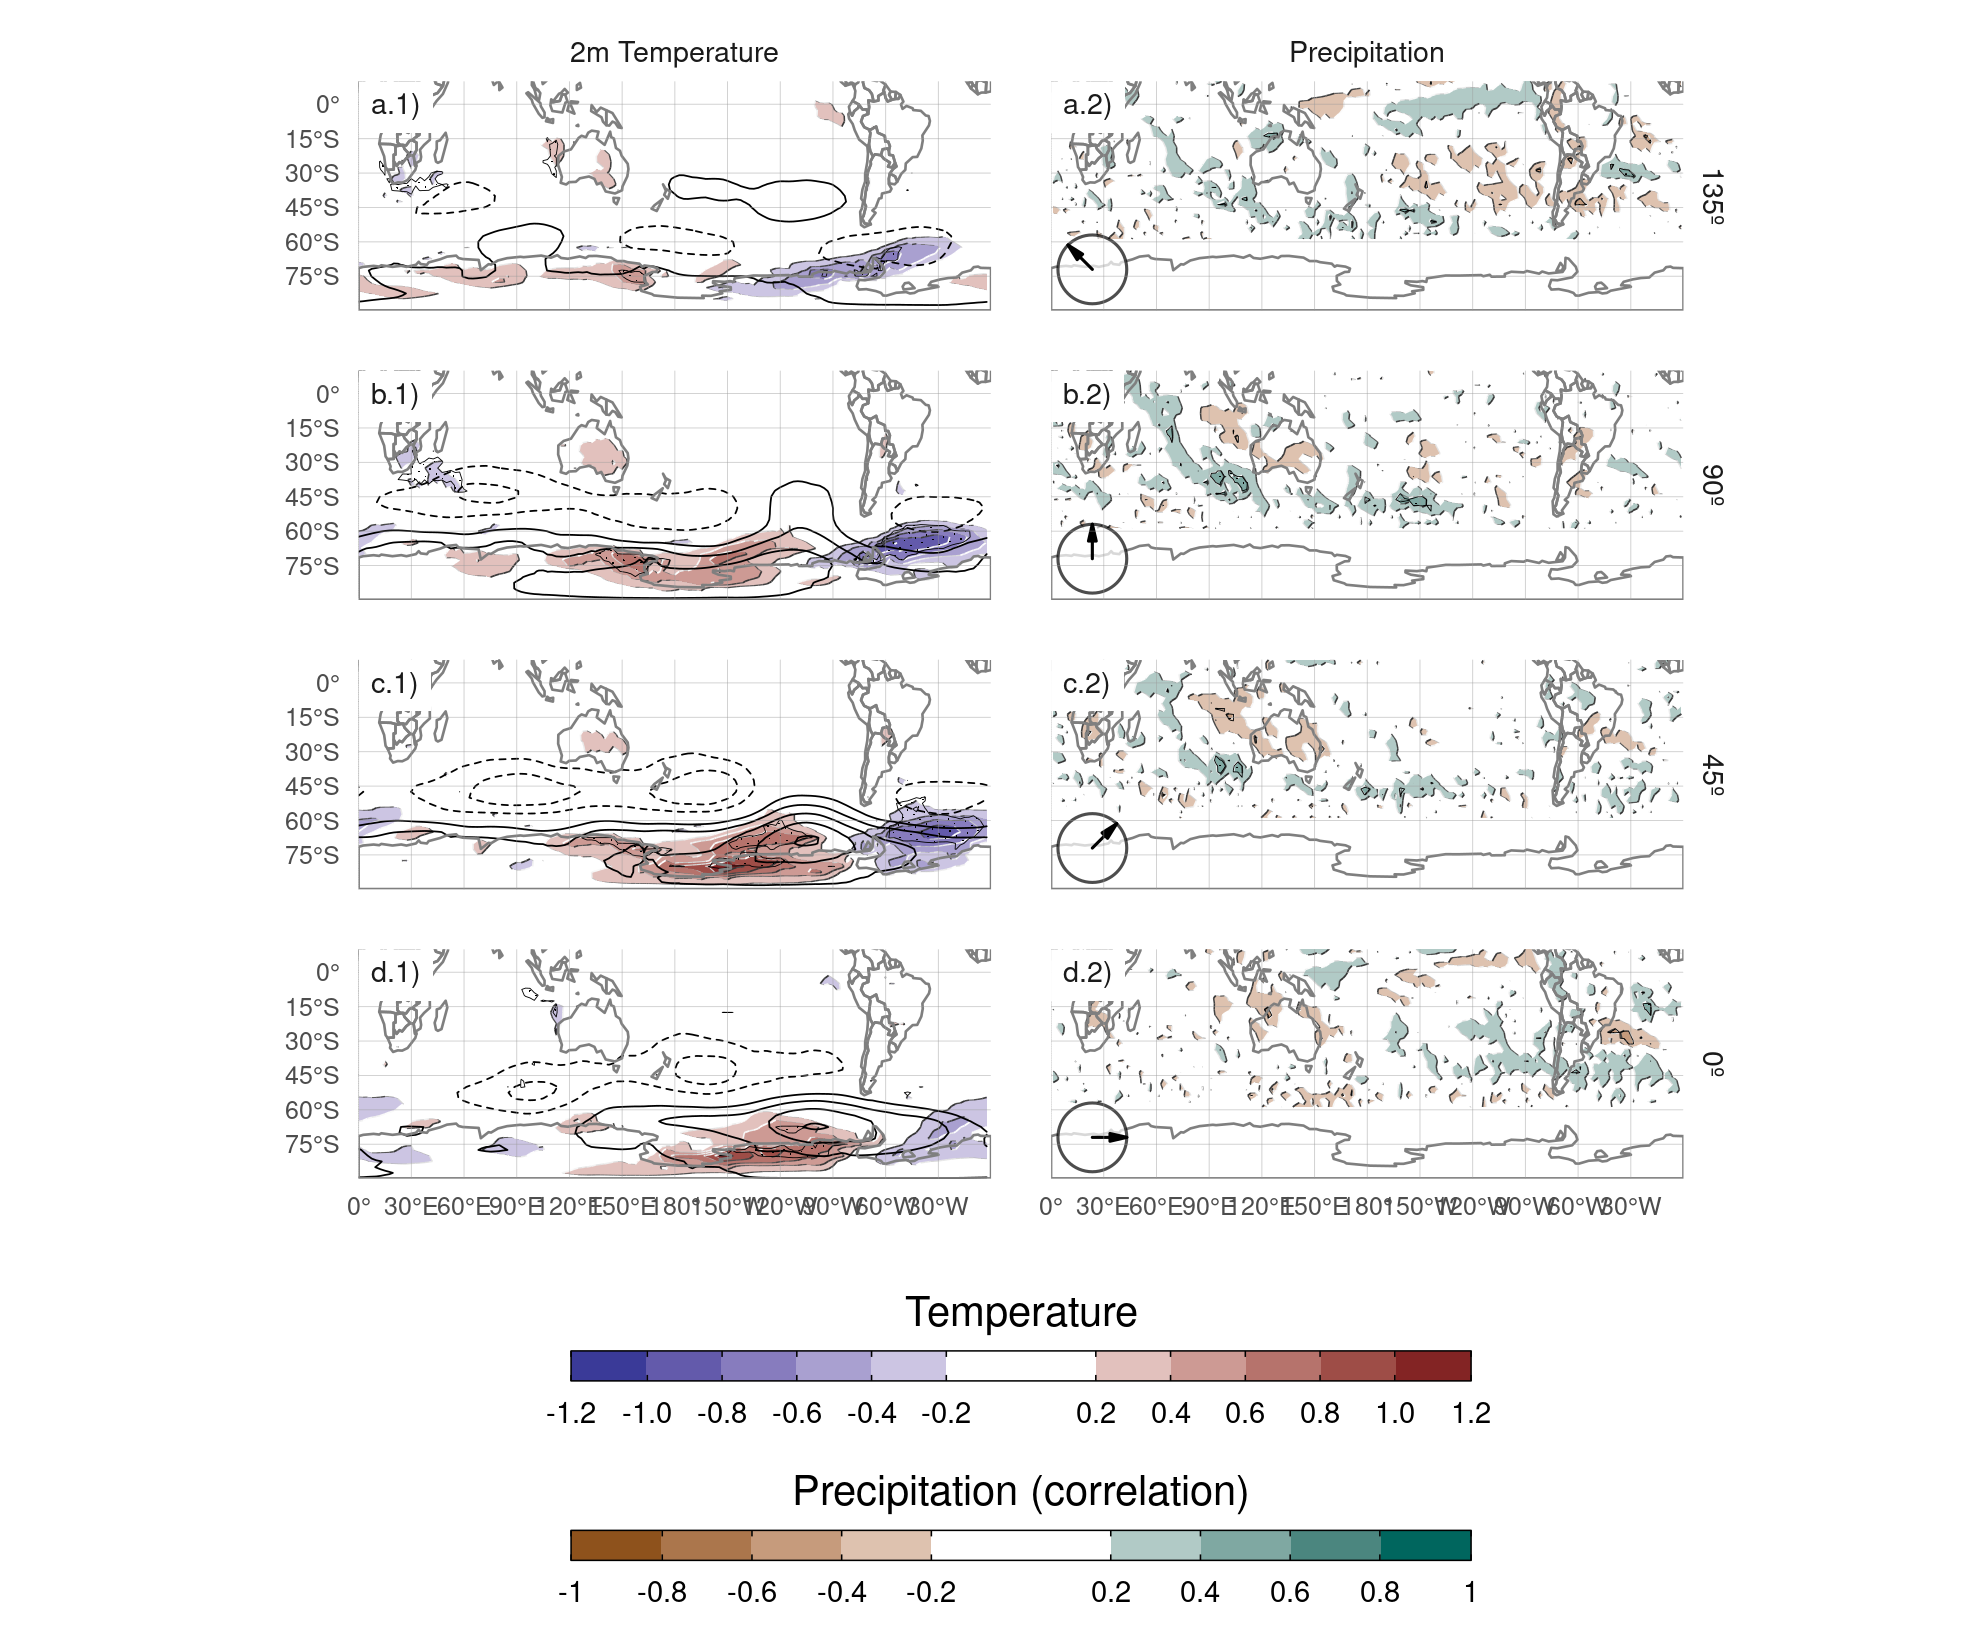 2m Temperature Precipitation
a.1) a.2)
0°
15°S
30°S
45°S
60°S
75°S
135º
b.1) b.2)
0°
15°S
30°S
45°S
60°S
75°S
90º
c.1) c.2)
0°
15°S
30°S
45°S
60°S
75°S
45º
d.1) d.2)
0°
15°S
30°S
45°S
60°S
75°S
0º
0° 30°E 60°E 90°E 120°E 150°E 180° 150°W 120°W 90°W 60°W 30°W 0° 30°E 60°E 90°E 120°E 150°E 180° 150°W 120°W 90°W 60°W 30°W
Temperature
-1.2 -1.0 -0.8 -0.6 -0.4 -0.2 0.2 0.4 0.6 0.8 1.0 1.2
Precipitation (correlation)
-1 -0.8 -0.6 -0.4 -0.2 0.2 0.4 0.6 0.8 1